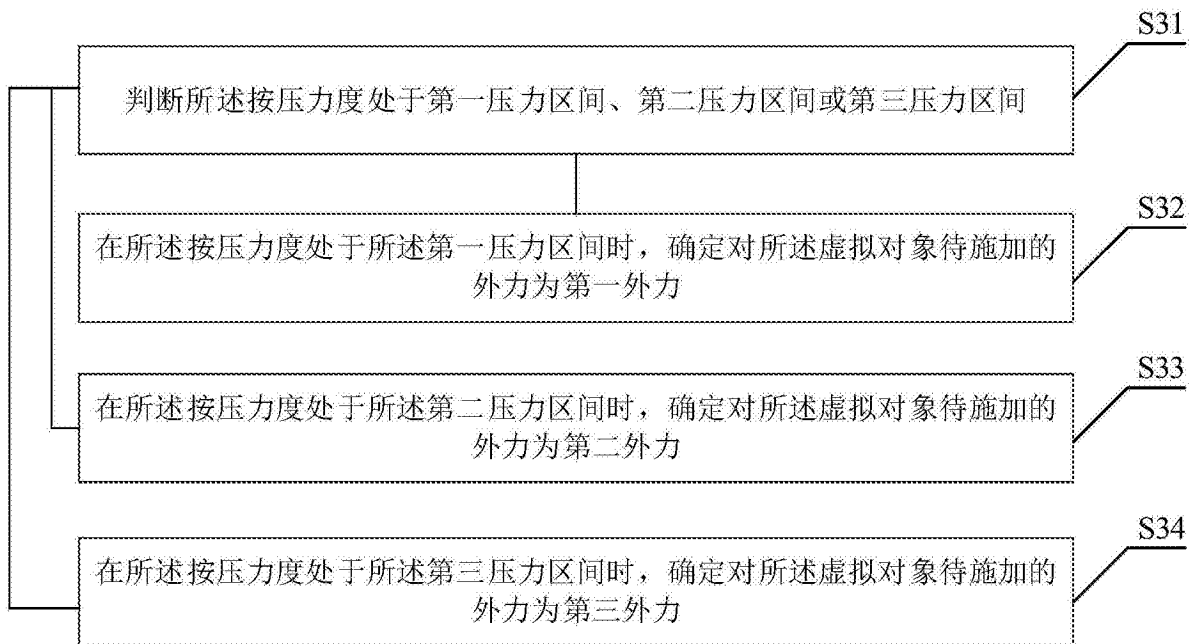 S31
判断所述按压力度处于第一压力区间、第二压力区间或第三压力区间
S32
在所述按压力度处于所述第一压力区间时，确定对所述虚拟对象待施加的
外力为第一外力
S33
在所述按压力度处于所述第二压力区间时，确定对所述虚拟对象待施加的
外力为第二外力
S34
在所述按压力度处于所述第三压力区间时，确定对所述虚拟对象待施加的
外力为第三外力